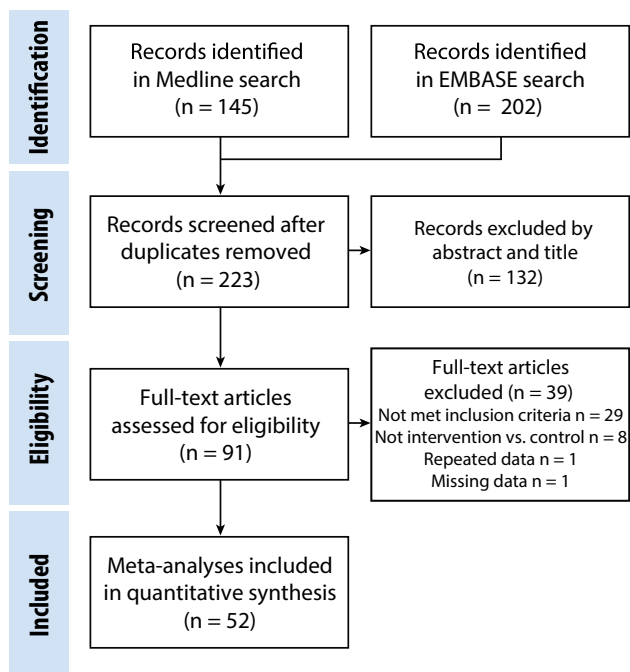 Identification
Records identified
in Medline search
(n = 145)
Records identified
in EMBASE search
(n = 202)
Screening
Records screened after
duplicates removed
(n = 223)
Records excluded by
abstract and title
(n = 132)
Eligibility
Full-text articles
assessed for eligibility
(n = 91)
Full-text articles
excluded (n = 39)
Not met inclusion criteria n = 29
Not intervention vs. control n = 8
Repeated data n = 1
Missing data n = 1
Included
Meta-analyses included
in quantitative synthesis
(n = 52)